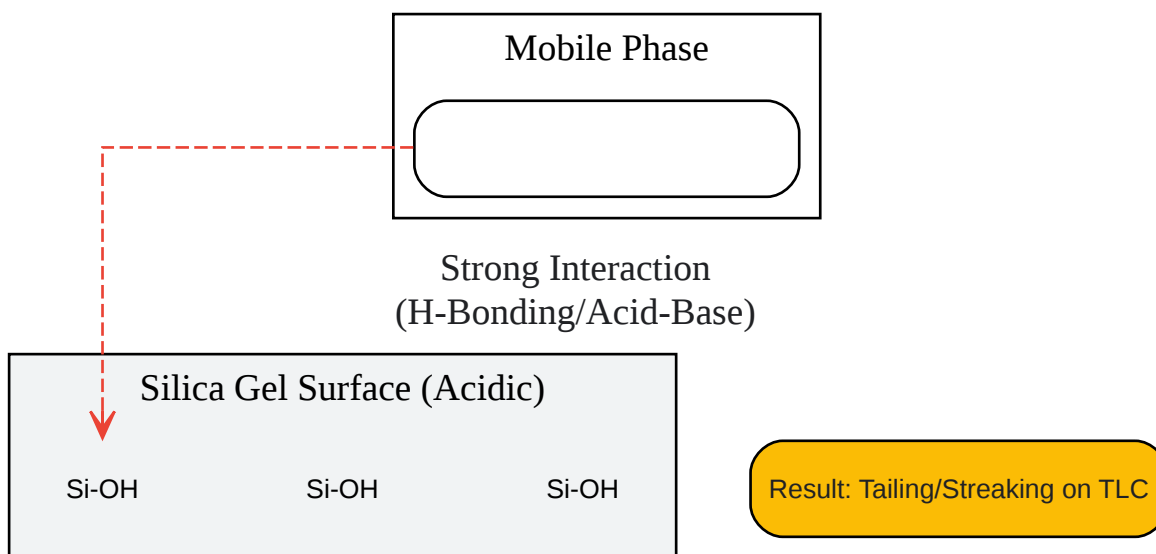 Mobile Phase
Strong Interaction
(H-Bonding/Acid-Base)
Silica Gel Surface (Acidic)
Si-OH Si-OH Si-OH
Result: Tailing/Streaking on TLC